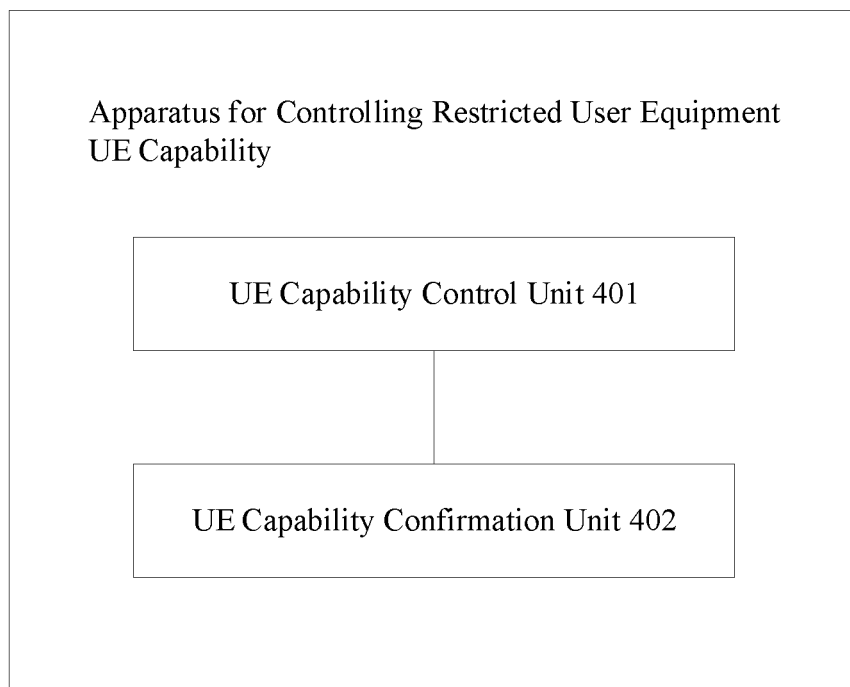 Apparatus for Controlling Restricted User Equipment
UE Capability
UE Capability Control Unit 401
UE Capability Confirmation Unit 402